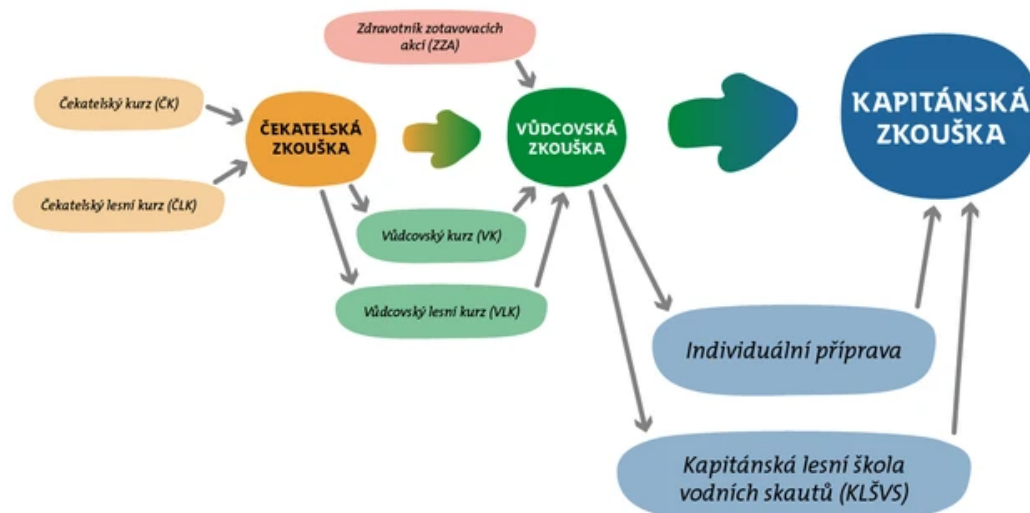 Zdravotník zotavovacích
akcí (ZZA)
Čekatelský kurz (ČK)
ČEKATELSKÁ
ZKOUŠKA
VŮDCOVSKÁ
ZKOUŠKA
KAPITÁNSKÁ
ZKOUŠKA
Čekatelský lesní kurz (ČLK)
Vůdcovský kurz (VK)
Vůdcovský lesní kurz (VLK)
Individuální příprava
Kapitánská lesní škola
vodních skautů (KLŠVS)